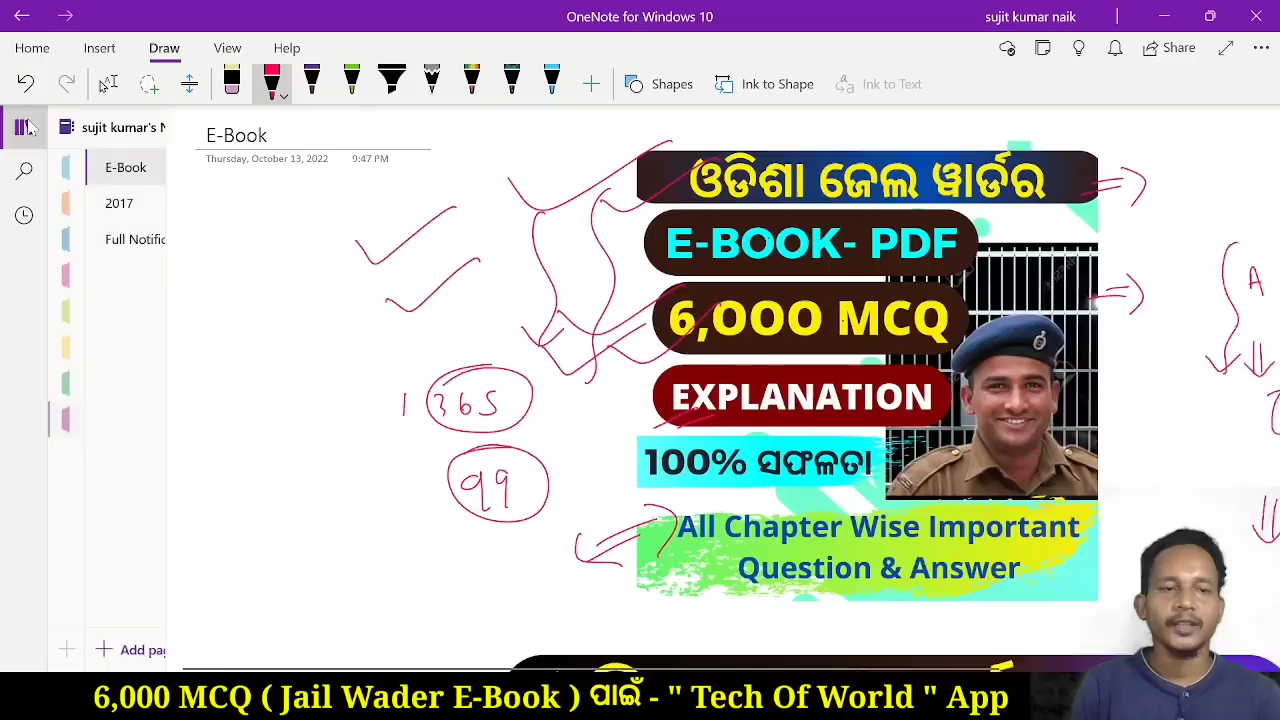 OneNote for Windows 10
sujit kumar naik
Home Insert Draw View Help
Share
Shapes
Ink to Shape
Ink to Text
sujit kumar's N
E-Book
2017
Full Notific
Add pag
E-Book
Thursday, October 13, 2022 9:47 PM
ଓଡିଶା ଜେଲ ୱାର୍ଡର
E-BOOK- PDF
6,000 MCQ
EXPLANATION
100% ସଫଳତା
All Chapter Wise Important
Question & Answer
1 365
99
A
6,000 MCQ ( Jail Wader E-Book ) ପାଇଁ - " Tech Of World " App